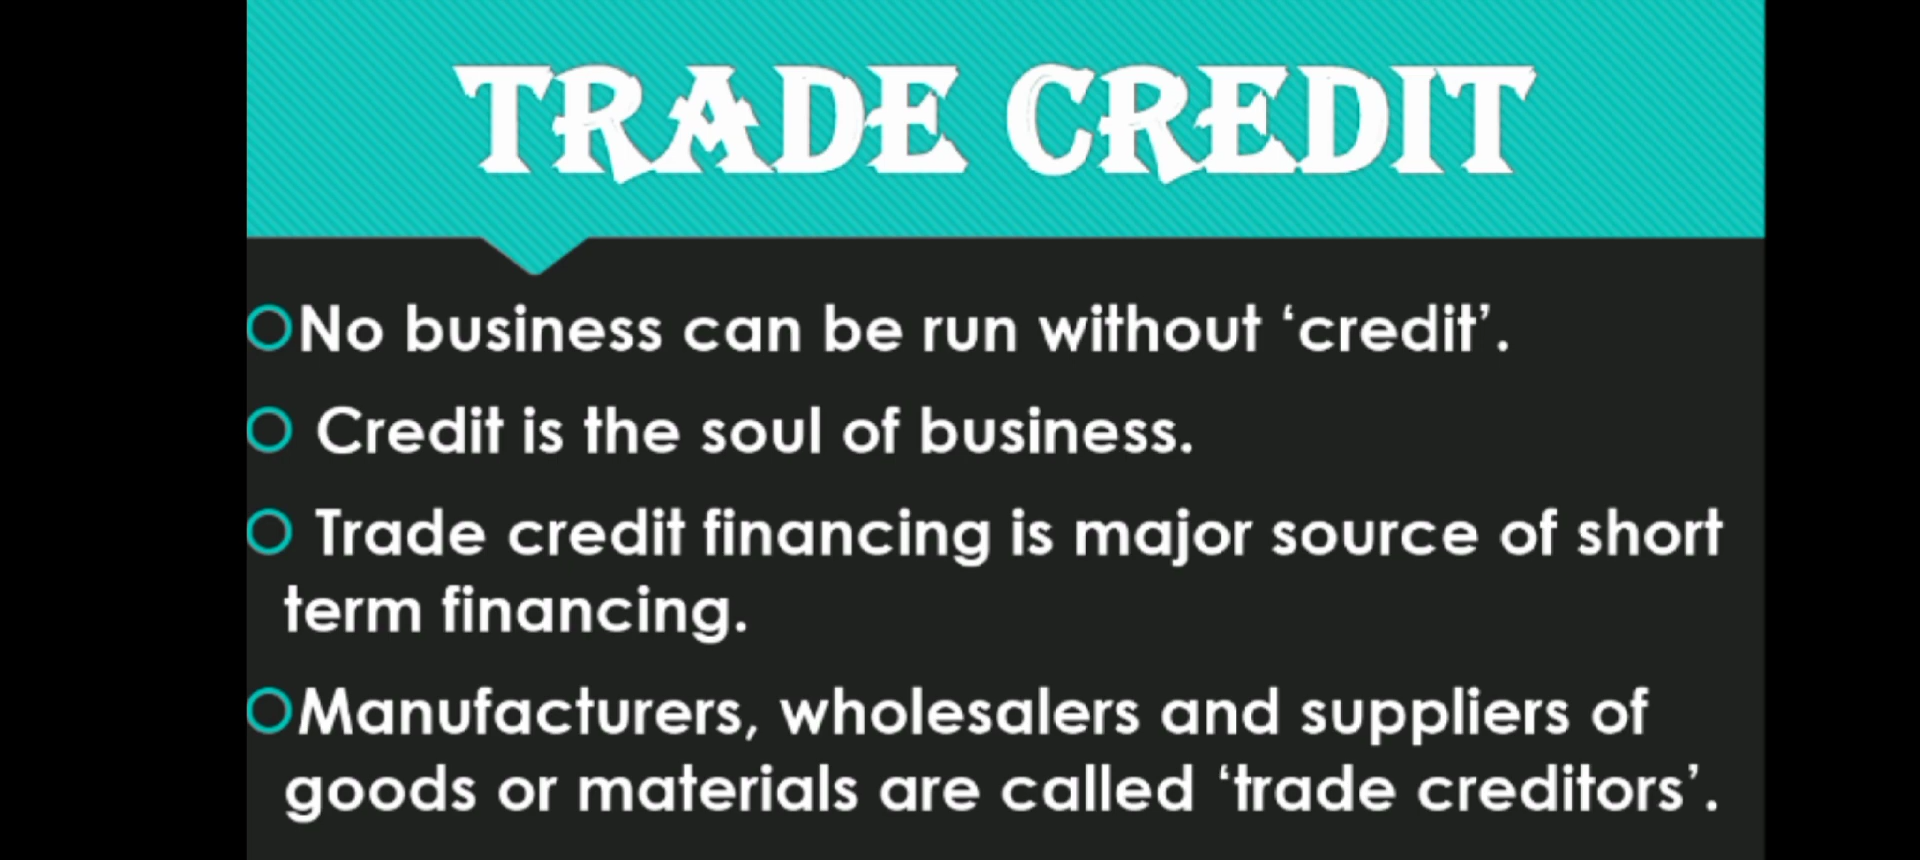 TRADE CREDIT
No business can be run without ‘credit’.
Credit is the soul of business.
Trade credit financing is major source of short
term financing.
Manufacturers, wholesalers and suppliers of
goods or materials are called ‘trade creditors’.